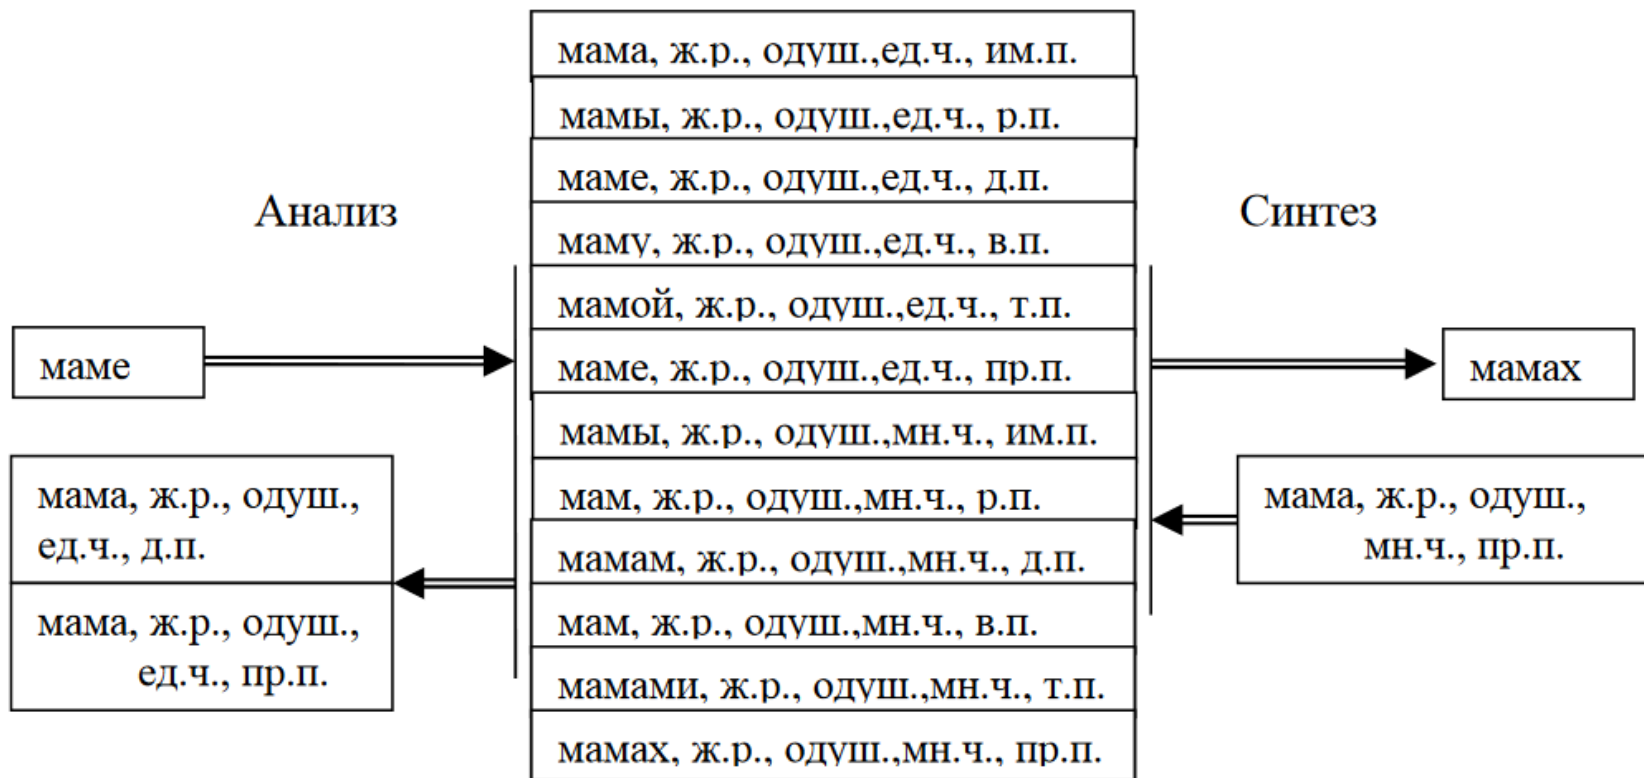 Анализ
маме
мама, ж.р., одуш.,
ед.ч., д.п.
мама, ж.р., одуш.,
ед.ч., пр.п.
мама, ж.р., одуш.,ед.ч., им.п.
мамы, ж.р., одуш.,ед.ч., р.п.
маме, ж.р., одуш.,ед.ч., д.п.
маму, ж.р., одуш.,ед.ч., в.п.
мамой, ж.р., одуш.,ед.ч., т.п.
маме, ж.р., одуш.,ед.ч., пр.п.
мамы, ж.р., одуш.,мн.ч., им.п.
мам, ж.р., одуш.,мн.ч., р.п.
мамам, ж.р., одуш.,мн.ч., д.п.
мам, ж.р., одуш.,мн.ч., в.п.
мамами, ж.р., одуш.,мн.ч., т.п.
мамах, ж.р., одуш.,мн.ч., пр.п.
Синтез
мамах
мама, ж.р., одуш.,
мн.ч., пр.п.